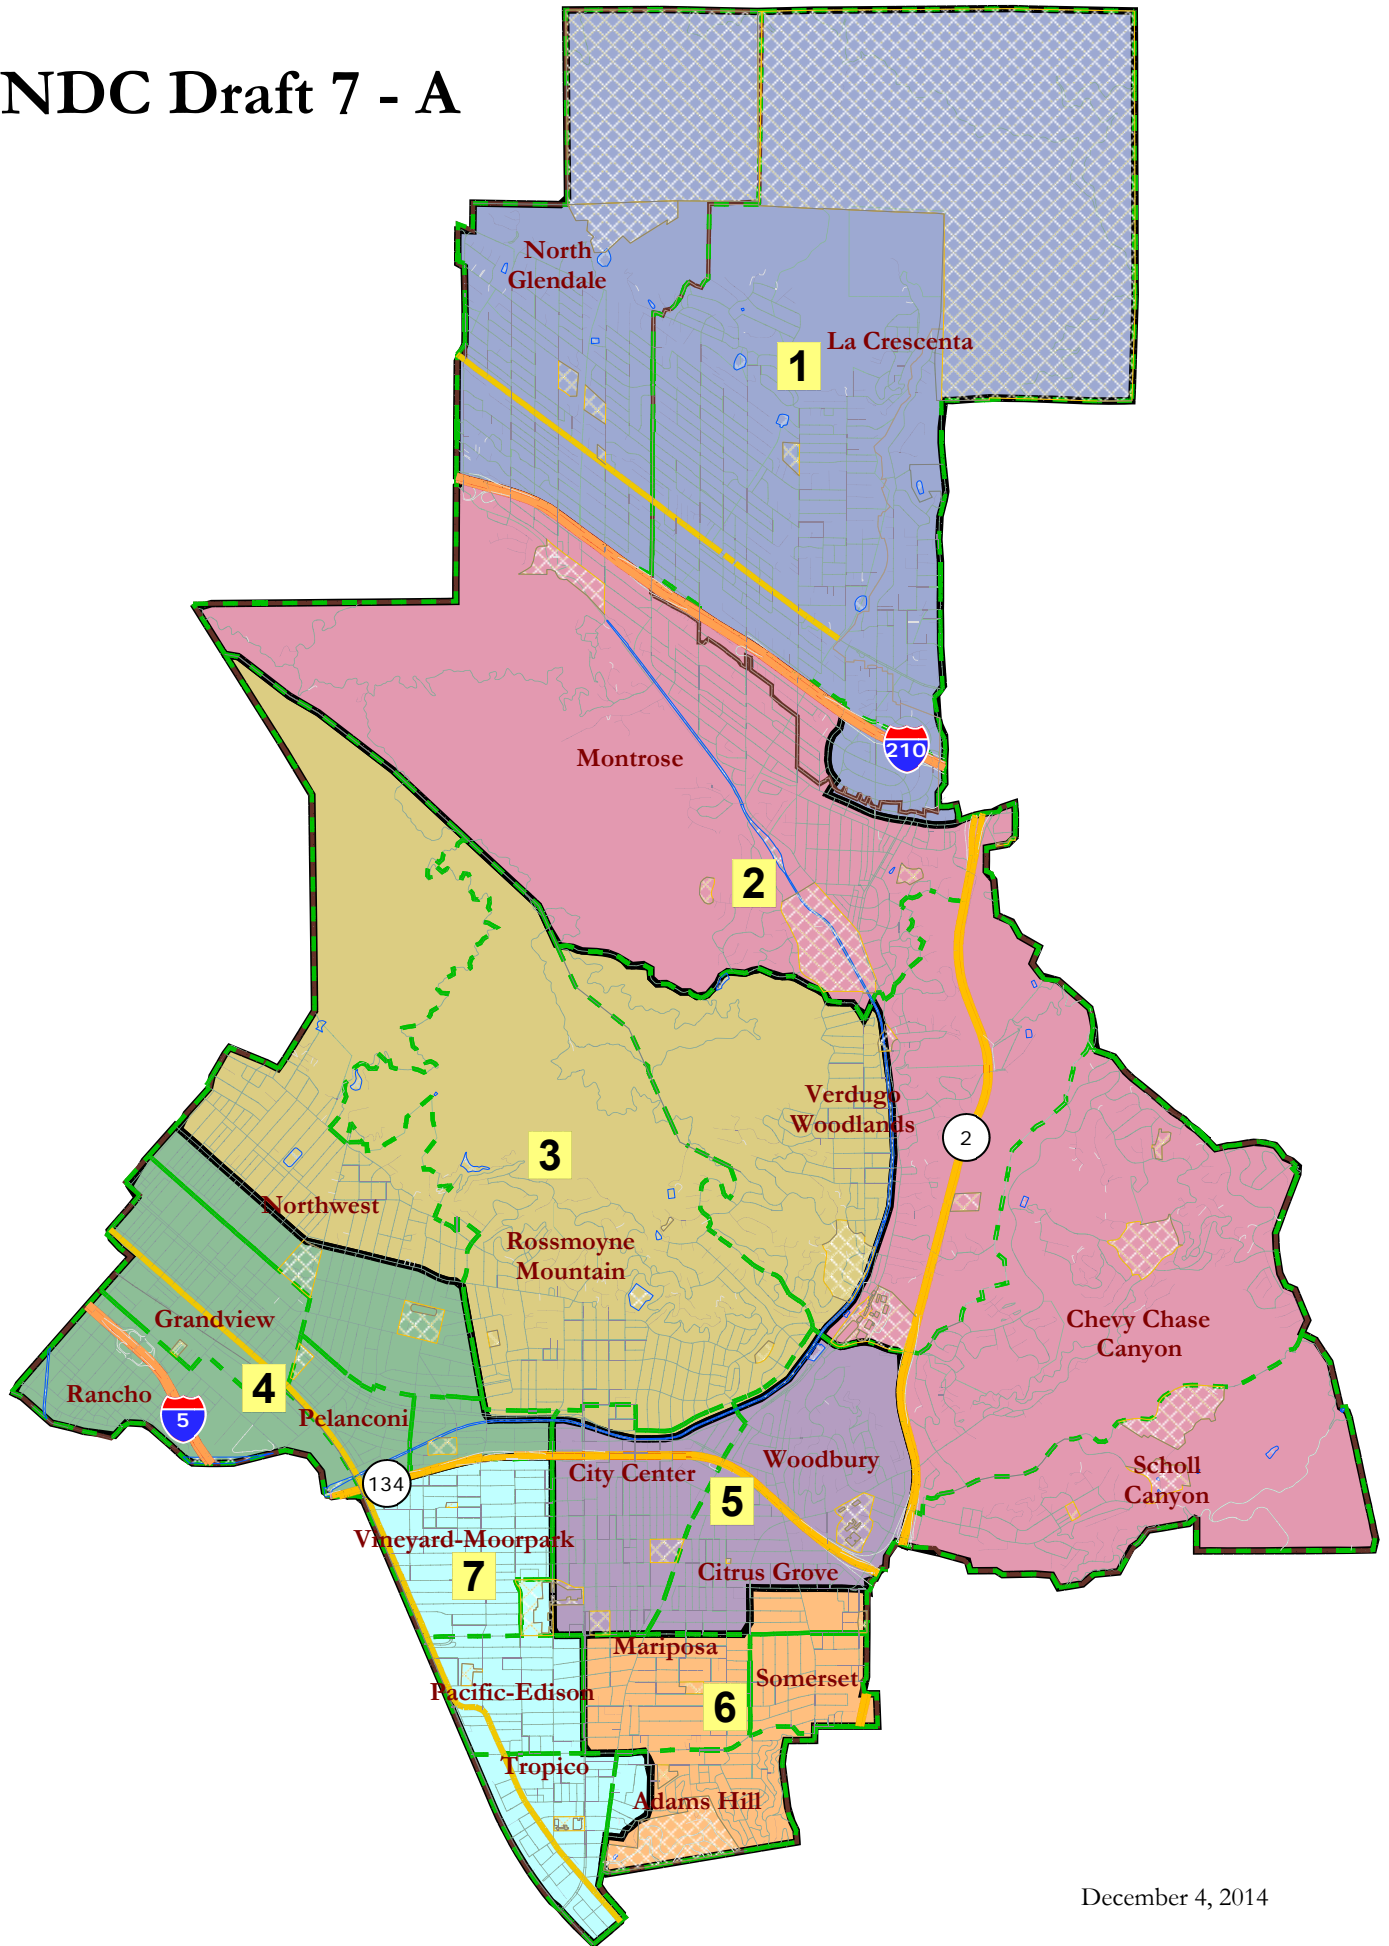 NDC Draft 7 - A
North
Glendale
La Crescenta
1
210
Montrose
2
Verdugo
Woodlands
2
3
Northwest
Rossmoyne
Mountain
Grandview
Chevy Chase
Canyon
Rancho
4
5
Pelanconi
Woodbury
Scholl
Canyon
City Center
134
5
Vineyard-Moorpark
7
Citrus Grove
Mariposa
Somerset
Pacific-Edison
6
Tropico
Adams Hill
December 4, 2014